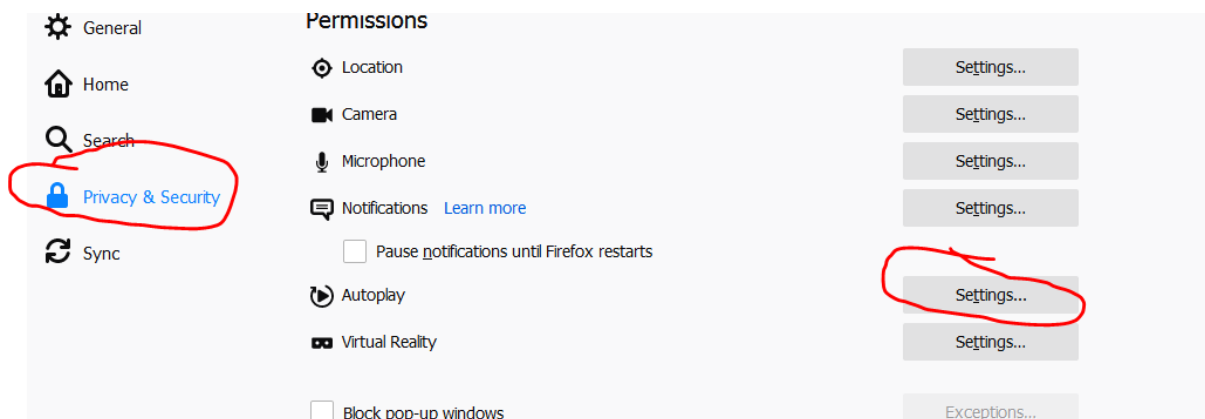 General
Home
Search
Privacy & Security
Sync
Permissions
Location Settings...
Camera Settings...
Microphone Settings...
Notifications Learn more Settings...
Pause notifications until Firefox restarts
Autoplay Settings...
Virtual Reality Settings...
Block pop-up windows Exceptions...